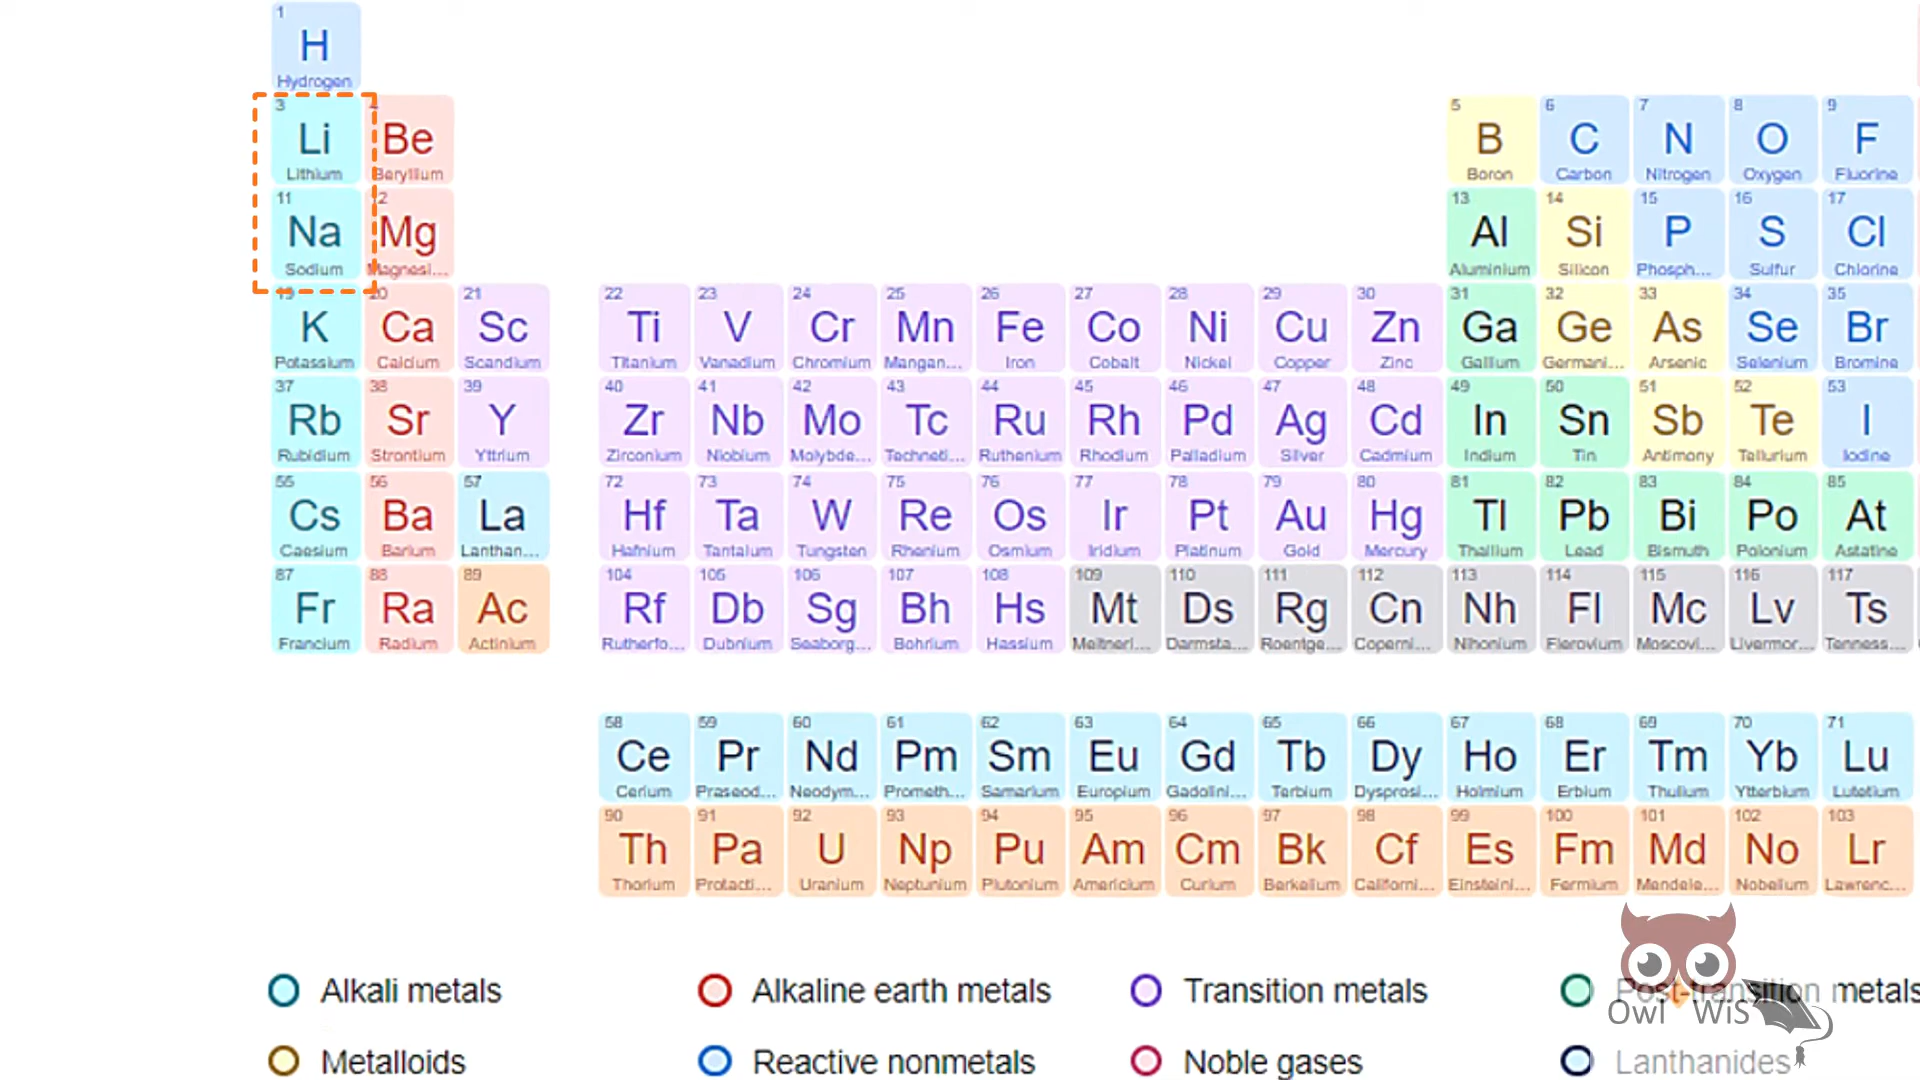 1
H
Hydrogen
3 4 5 6 7 8 9
Li Be B C N O F
Lithium Beryllium Boron Carbon Nitrogen Oxygen Fluorine
11 12 13 14 15 16 17
Na Mg Al Si P S Cl
Sodium Magnesi... Aluminium Silicon Phosph... Sulfur Chlorine
19 20 21 22 23 24 25 26 27 28 29 30 31 32 33 34 35
K Ca Sc Ti V Cr Mn Fe Co Ni Cu Zn Ga Ge As Se Br
Potassium Calcium Scandium Titanium Vanadium Chromium Mangan... Iron Cobalt Nickel Copper Zinc Gallium Germani... Arsenic Selenium Bromine
37 38 39 40 41 42 43 44 45 46 47 48 49 50 51 52 53
Rb Sr Y Zr Nb Mo Tc Ru Rh Pd Ag Cd In Sn Sb Te I
Rubidium Strontium Yttrium Zirconium Niobium Molybde... Techneti... Ruthenium Rhodium Palladium Silver Cadmium Indium Tin Antimony Tellurium Iodine
55 56 57 72 73 74 75 76 77 78 79 80 81 82 83 84 85
Cs Ba La Hf Ta W Re Os Ir Pt Au Hg Tl Pb Bi Po At
Caesium Barium Lanthan... Hafnium Tantalum Tungsten Rhenium Osmium Iridium Platinum Gold Mercury Thallium Lead Bismuth Polonium Astatine
87 88 89 104 105 106 107 108 109 110 111 112 113 114 115 116 117
Fr Ra Ac Rf Db Sg Bh Hs Mt Ds Rg Cn Nh Fl Mc Lv Ts
Francium Radium Actinium Rutherfo... Dubnium Seaborg... Bohrium Hassium Meitneri... Darmsta... Roentge... Coperni... Nihonium Flerovium Moscovi... Livermor... Tenness...
58 59 60 61 62 63 64 65 66 67 68 69 70 71
Ce Pr Nd Pm Sm Eu Gd Tb Dy Ho Er Tm Yb Lu
Cerium Praseod... Neodym... Prometh... Samarium Europium Gadolini... Terbium Dysprosi... Holmium Erbium Thulium Ytterbium Lutetium
90 91 92 93 94 95 96 97 98 99 100 101 102 103
Th Pa U Np Pu Am Cm Bk Cf Es Fm Md No Lr
Thorium Protacti... Uranium Neptunium Plutonium Americium Curium Berkelium Californi... Einsteini... Fermium Mendele... Nobelium Lawrenc...
Alkali metals Alkaline earth metals Transition metals Post-transition metals
Owl Wis
Metalloids Reactive nonmetals Noble gases Lanthanides